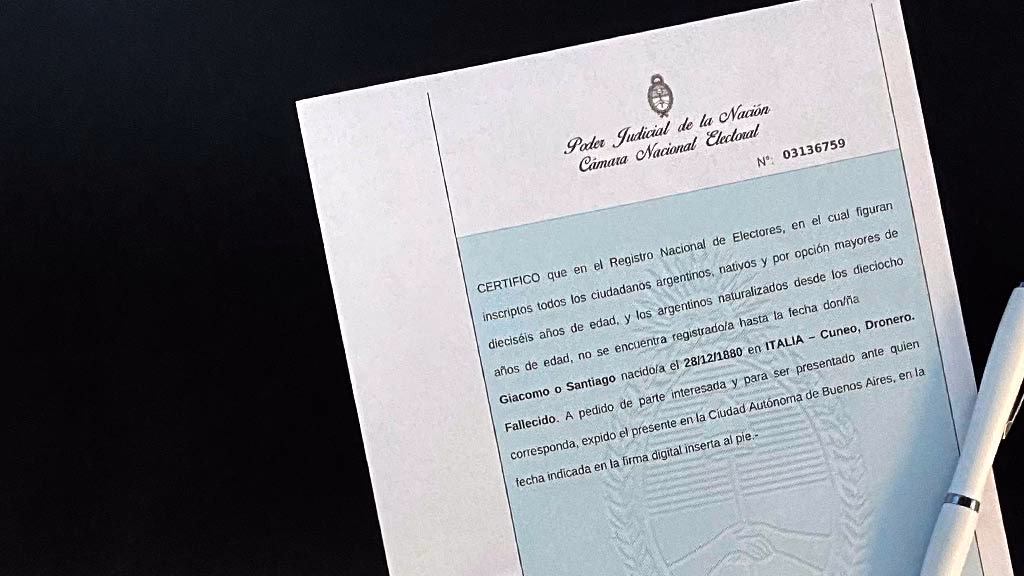 Poder Judicial de la Nación
Cámara Nacional Electoral
N°: 03136759
CERTIFICO que en el Registro Nacional de Electores, en el cual figuran
inscriptos todos los ciudadanos argentinos, nativos y por opción mayores de
dieciséis años de edad, y los argentinos naturalizados desde los dieciocho
años de edad, no se encuentra registrado/a hasta la fecha don/ña
Giacomo o Santiago nacido/a el 28/12/1880 en ITALIA – Cuneo, Dronero.
Fallecido. A pedido de parte interesada y para ser presentado ante quien
corresponda, expido el presente en la Ciudad Autónoma de Buenos Aires, en la
fecha indicada en la firma digital inserta al pie.-